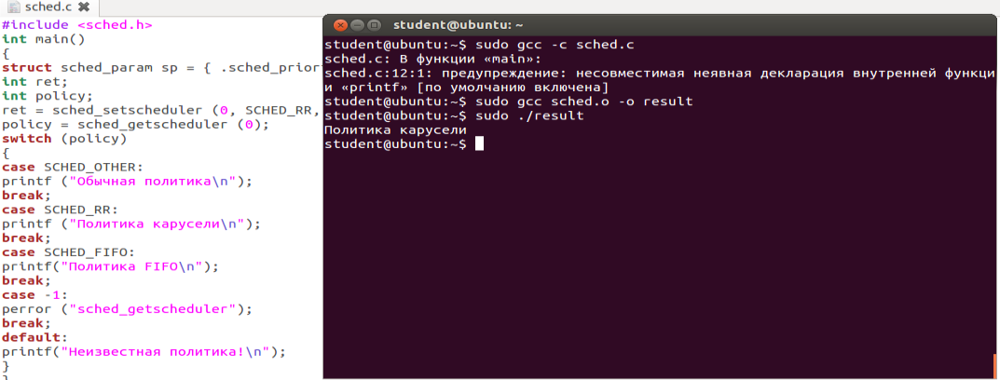 sched.c ✖
#include <sched.h>
int main()
{
struct sched_param sp = { .sched_prior
int ret;
int policy;
ret = sched_setscheduler (0, SCHED_RR,
policy = sched_getscheduler (0);
switch (policy)
{
case SCHED_OTHER:
printf ("Обычная политика\n");
break;
case SCHED_RR:
printf ("Политика карусели\n");
break;
case SCHED_FIFO:
printf("Политика FIFO\n");
break;
case -1:
perror ("sched_getscheduler");
break;
default:
printf("Неизвестная политика!\n");
}
student@ubuntu: ~
student@ubuntu:~$ sudo gcc -c sched.c
sched.c: В функции «main»:
sched.c:12:1: предупреждение: несовместимая неявная декларация внутренней функци
и «printf» [по умолчанию включена]
student@ubuntu:~$ sudo gcc sched.o -o result
student@ubuntu:~$ sudo ./result
Политика карусели
student@ubuntu:~$